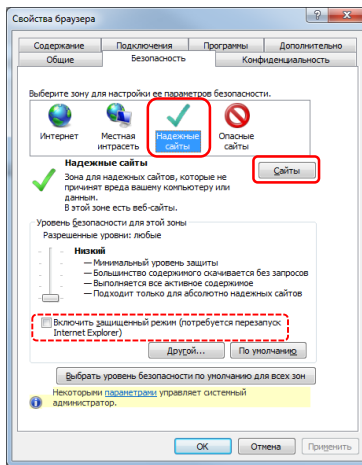 Свойства браузера
Содержание Подключения Программы Дополнительно
Общие Безопасность Конфиденциальность
Выберите зону для настройки ее параметров безопасности.
Интернет Местная интрасеть Надежные сайты Опасные сайты
Надежные сайты
Сайты
Зона для надежных сайтов, которые не
причинят вреда вашему компьютеру или
данным.
В этой зоне есть веб-сайты.
Уровень безопасности для этой зоны
Разрешенные уровни: любые
Низкий
— Минимальный уровень защиты
— Большинство содержимого скачивается без запросов
— Выполняется все активное содержимое
— Подходит только для абсолютно надежных сайтов
Включить защищенный режим (потребуется перезапуск
Internet Explorer)
Другой... По умолчанию
Выбрать уровень безопасности по умолчанию для всех зон
Некоторыми параметрами управляет системный
администратор.
OK Отмена Применить